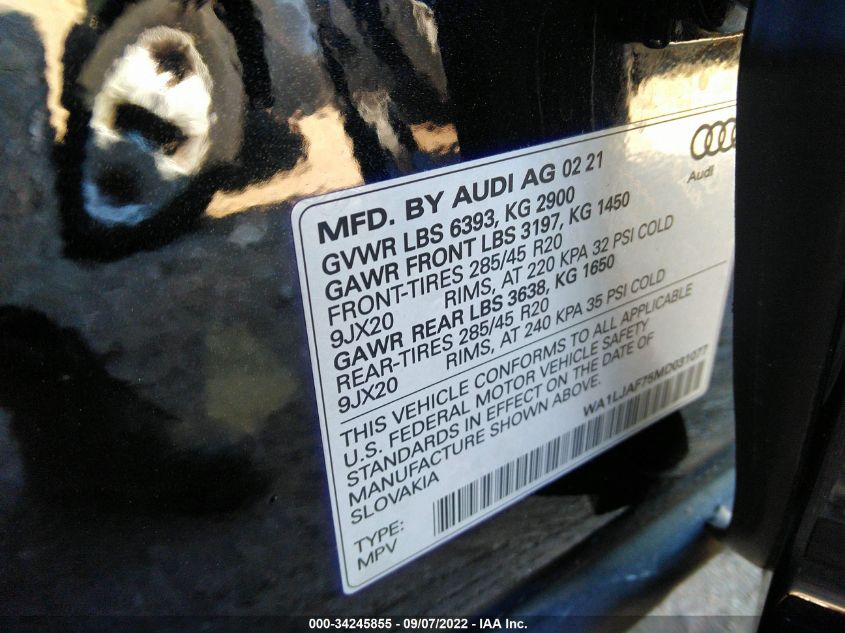 Audi
MFD. BY AUDI AG 02 21
GVWR LBS 6393, KG 2900
GAWR FRONT LBS 3197, KG 1450
FRONT-TIRES 285/45 R20
9JX20 RIMS, AT 220 KPA 32 PSI COLD
GAWR REAR LBS 3638, KG 1650
REAR-TIRES 285/45 R20
9JX20 RIMS, AT 240 KPA 35 PSI COLD
THIS VEHICLE CONFORMS TO ALL APPLICABLE
U.S. FEDERAL MOTOR VEHICLE SAFETY
STANDARDS IN EFFECT ON THE DATE OF
MANUFACTURE SHOWN ABOVE.
SLOVAKIA
WA1LJAF75MD031077
TYPE:
MPV
000-34245855 - 09/07/2022 - IAA Inc.